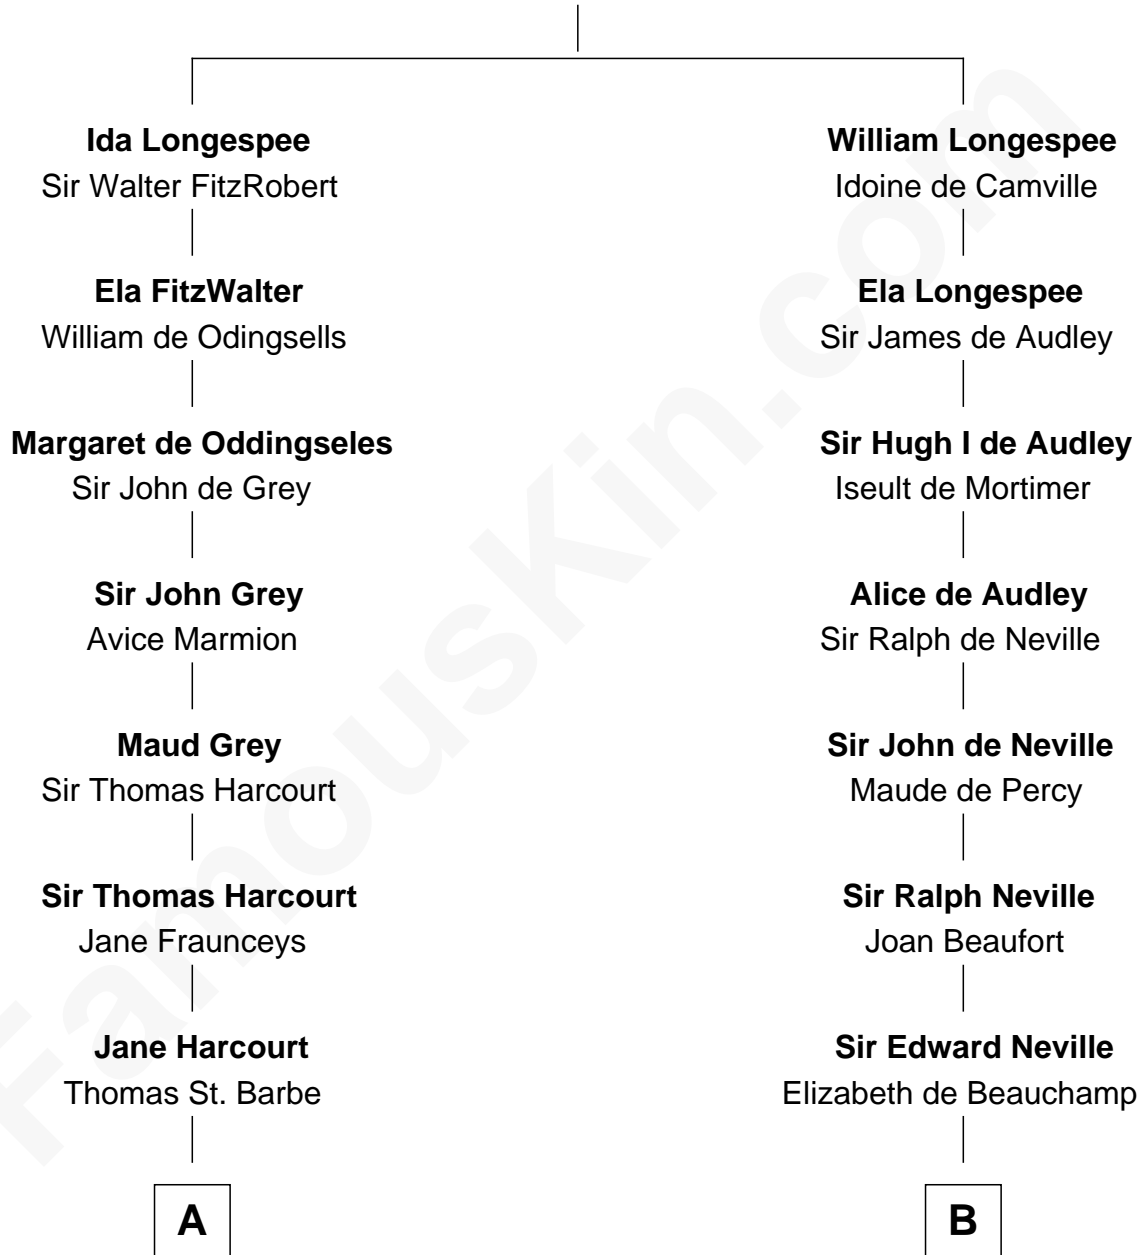 Ida Longespee
Sir Walter FitzRobert
Ela FitzWalter
William de Odingsells
Margaret de Oddingseles
Sir John de Grey
Sir John Grey
Avice Marmion
Maud Grey
Sir Thomas Harcourt
Sir Thomas Harcourt
Jane Fraunceys
Jane Harcourt
Thomas St. Barbe
A
William Longespee
Idoine de Camville
Ela Longespee
Sir James de Audley
Sir Hugh I de Audley
Iseult de Mortimer
Alice de Audley
Sir Ralph de Neville
Sir John de Neville
Maude de Percy
Sir Ralph Neville
Joan Beaufort
Sir Edward Neville
Elizabeth de Beauchamp
B
FamousKin.com